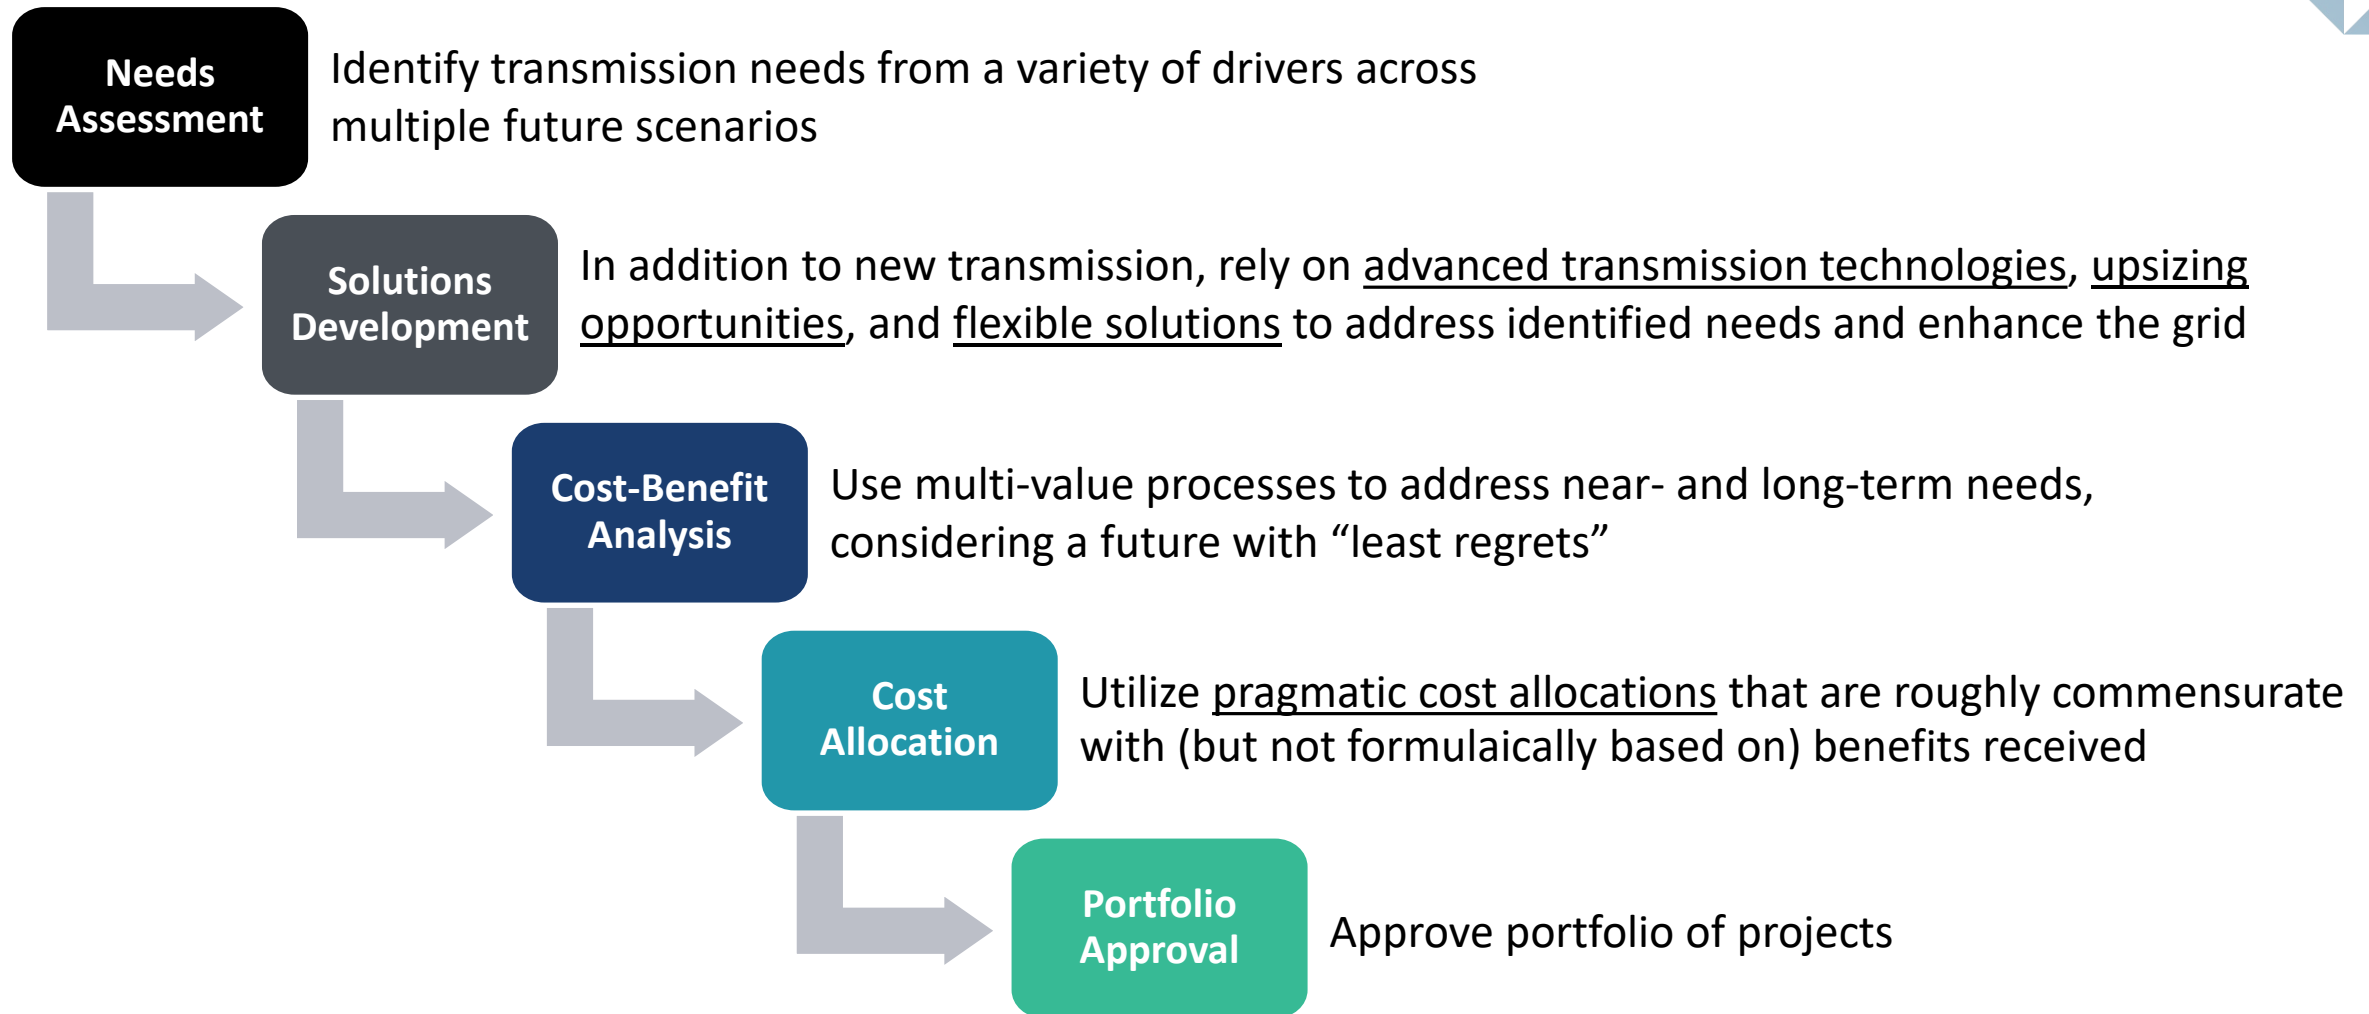 Needs
Assessment
Identify transmission needs from a variety of drivers across
multiple future scenarios
Solutions
Development
In addition to new transmission, rely on advanced transmission technologies, upsizing
opportunities, and flexible solutions to address identified needs and enhance the grid
Cost-Benefit
Analysis
Use multi-value processes to address near- and long-term needs,
considering a future with “least regrets”
Cost
Allocation
Utilize pragmatic cost allocations that are roughly commensurate
with (but not formulaically based on) benefits received
Portfolio
Approval
Approve portfolio of projects